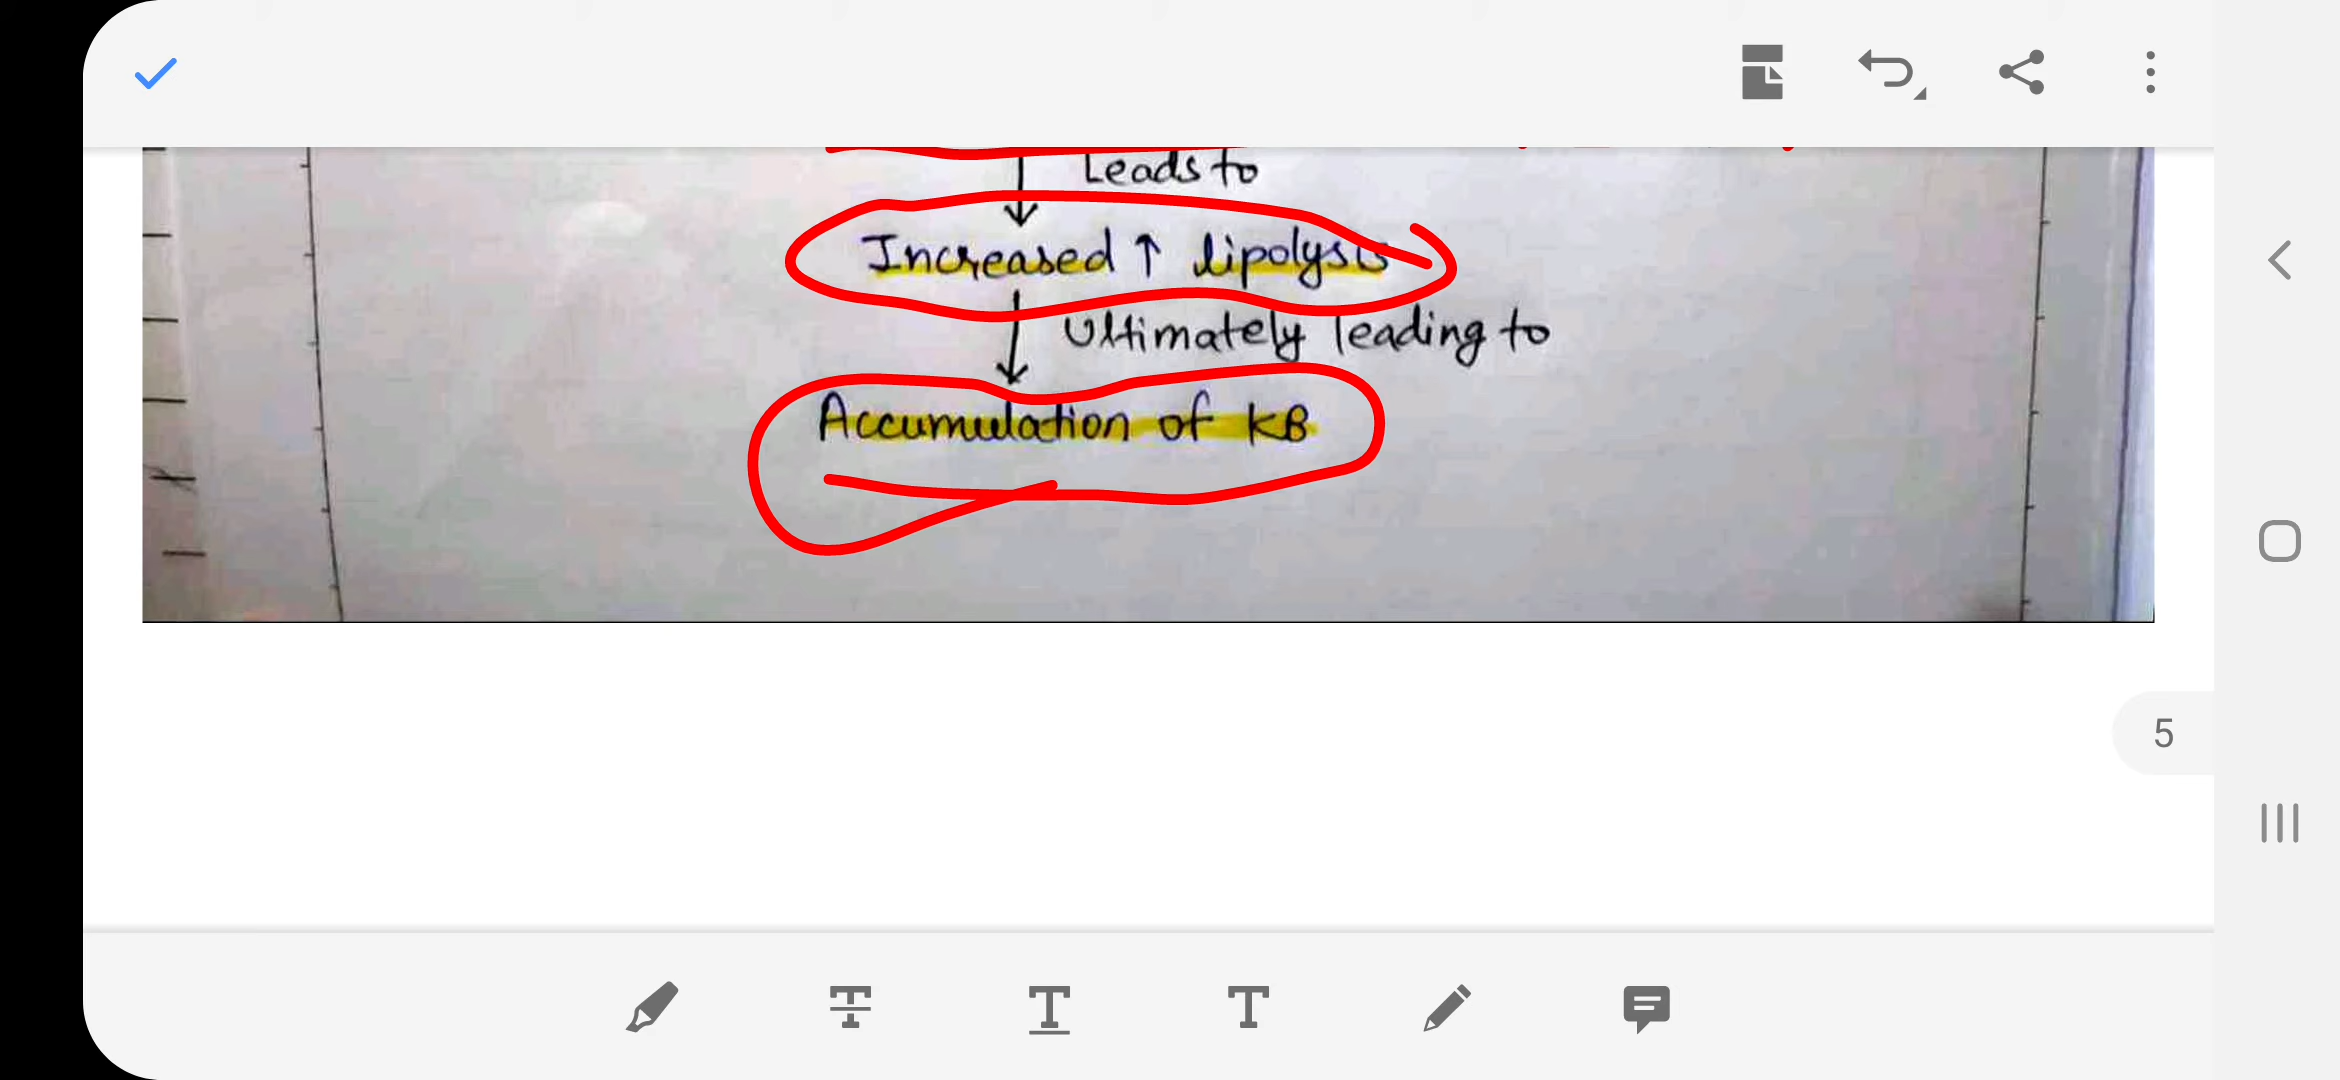 Leads to
Increased ↑ lipolysis
Ultimately leading to
Accumulation of KB
5